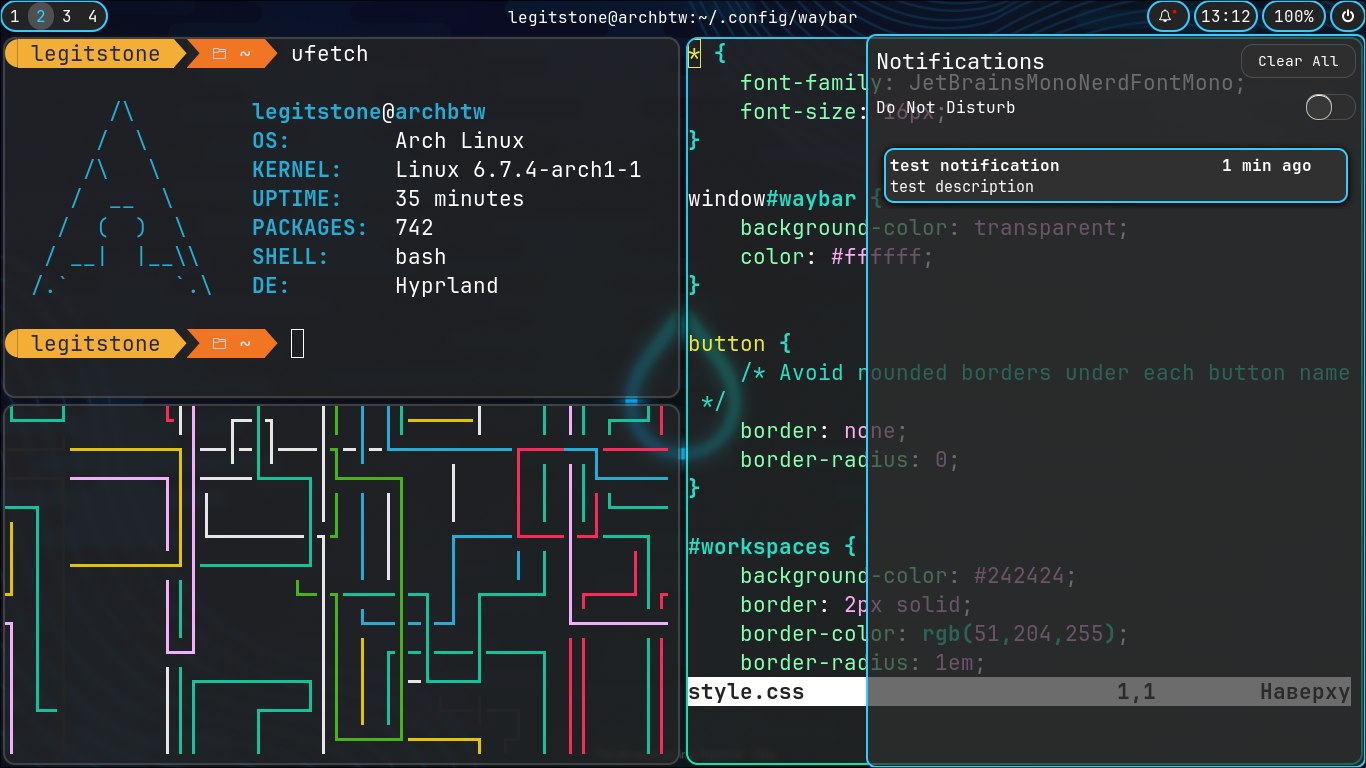 1 2 3 4
legitstone@archbtw:~/.config/waybar
13:12
100%
legitstone ~ ufetch
legitstone@archbtw
OS: Arch Linux
KERNEL: Linux 6.7.4-arch1-1
UPTIME: 35 minutes
PACKAGES: 742
SHELL: bash
DE: Hyprland
legitstone ~
* {
font-family: JetBrainsMonoNerdFontMono;
font-size: 16px;
}
window#waybar {
background-color: transparent;
color: #ffffff;
}
button {
/* Avoid rounded borders under each button name
*/
border: none;
border-radius: 0;
}
#workspaces {
background-color: #242424;
border: 2px solid;
border-color: rgb(51,204,255);
border-radius: 1em;
style.css 1,1 Наверху
Notifications
Clear All
Do Not Disturb
test notification 1 min ago
test description